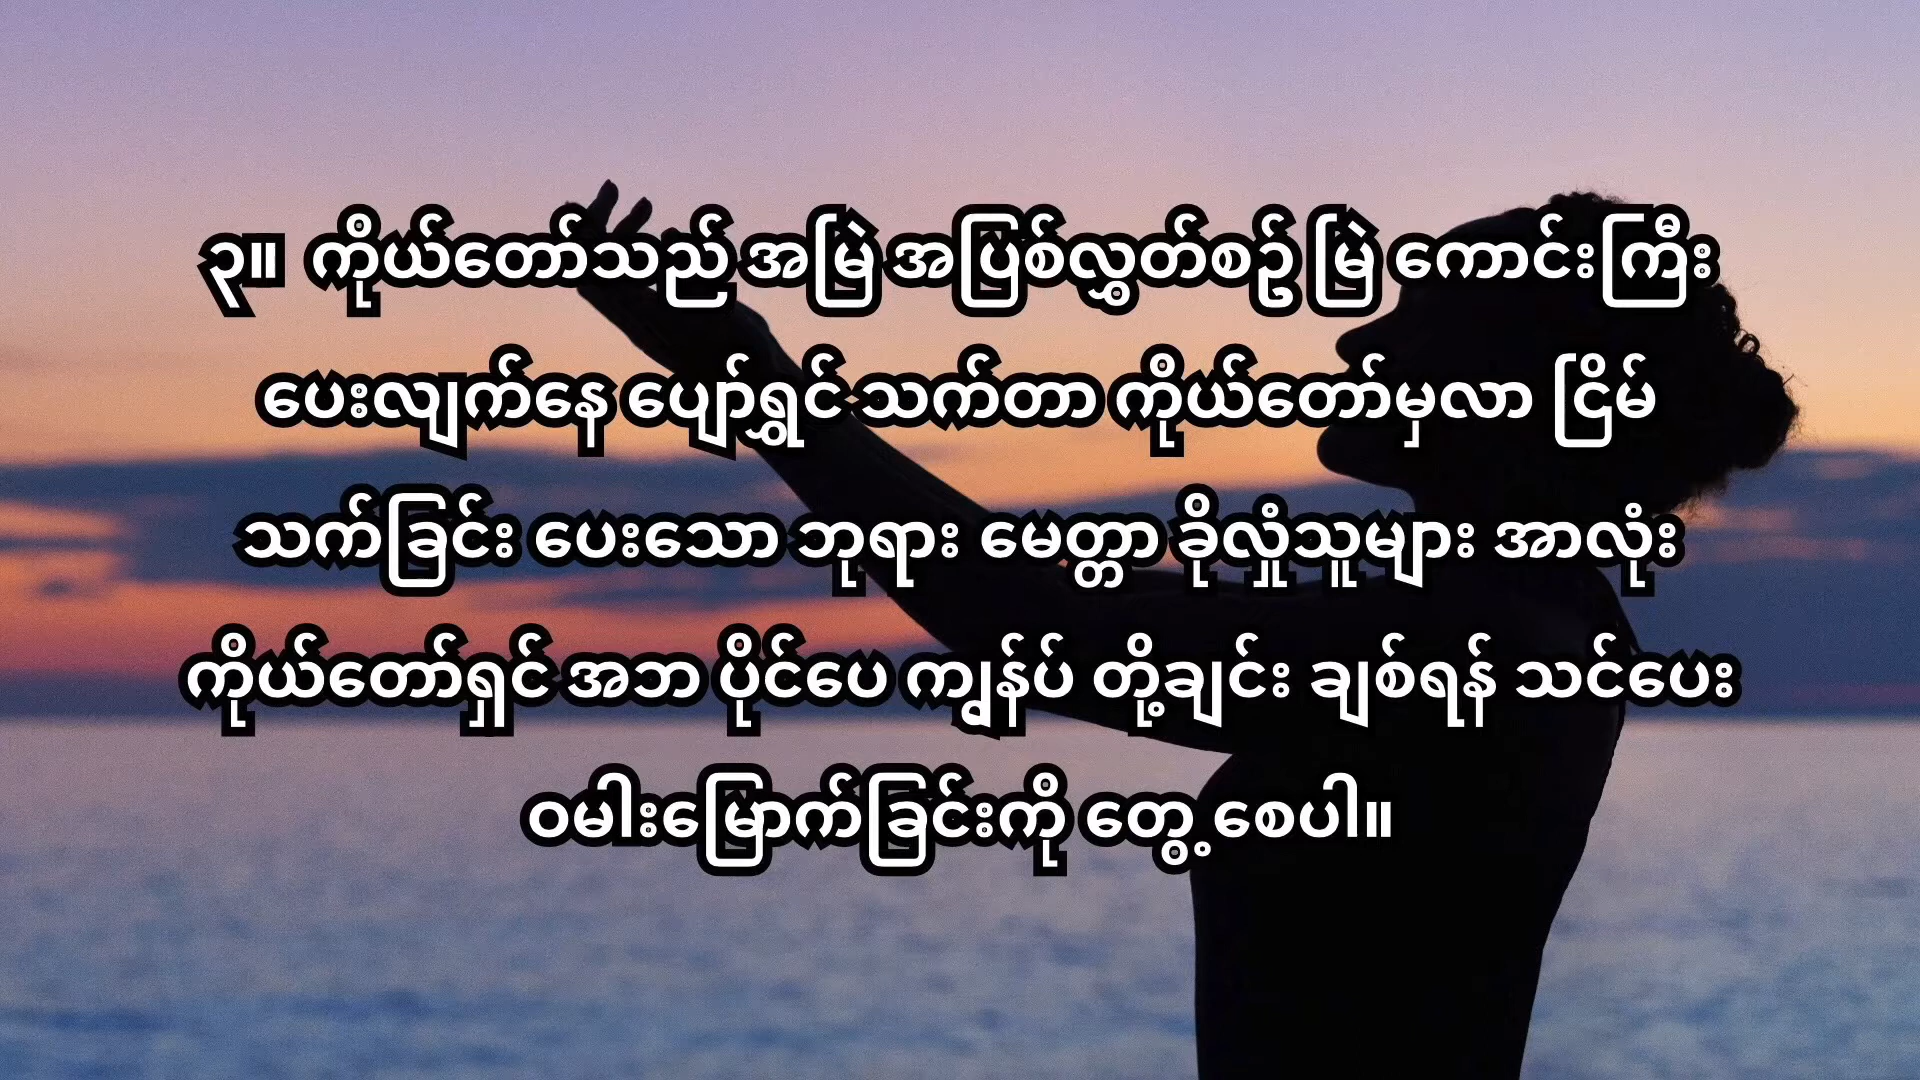 ၃။ ကိုယ်တော်သည် အမြဲ အပြစ်လွှတ်စဉ် မြဲ ကောင်းကြီး
ပေးလျက်နေ ပျော်ရွှင် သက်တာ ကိုယ်တော်မှလာ ငြိမ်
သက်ခြင်း ပေးသော ဘုရား မေတ္တာ ခိုလှုံသူများ အာလုံး
ကိုယ်တော်ရှင် အဘ ပိုင်ပေ ကျွန်ပ် တို့ချင်း ချစ်ရန် သင်ပေး
ဝမါးမြောက်ခြင်းကို တွေ့ စေပါ။